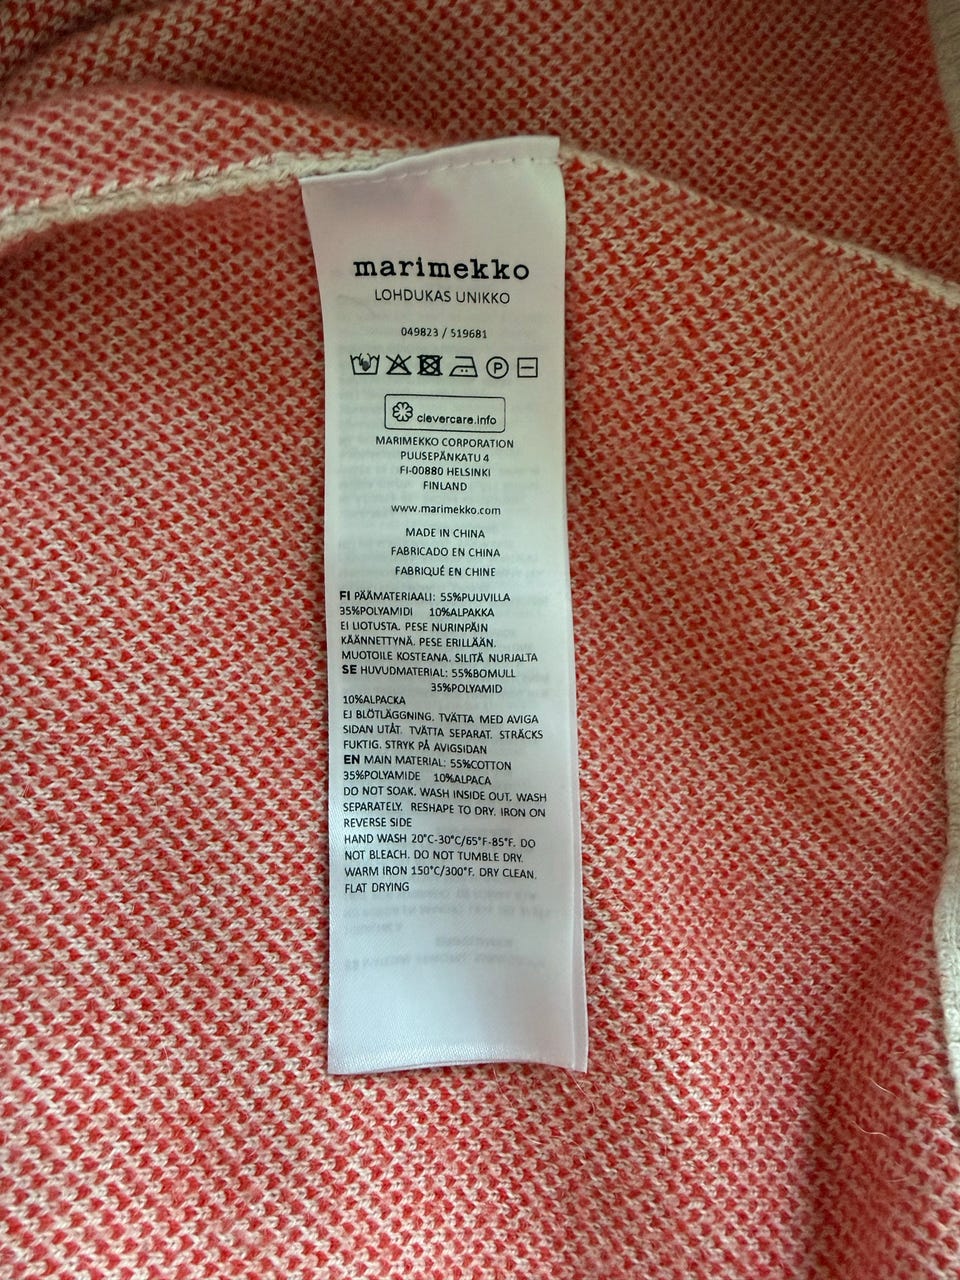 marimekko
LOHDUKAS UNIKKO
049823 / 519681
P
clevercare.info
MARIMEKKO CORPORATION
PUUSEPÄNKATU 4
FI-00880 HELSINKI
FINLAND
www.marimekko.com
MADE IN CHINA
FABRICADO EN CHINA
FABRIQUÉ EN CHINE
FI PÄÄMATERIAALI: 55%PUUVILLA
35%POLYAMIDI 10%ALPAKKA
EI LIOTUSTA. PESE NURINPÄIN
KÄÄNNETTYNÄ. PESE ERILLÄÄN.
MUOTOILE KOSTEANA. SILITÄ NURJALTA
SE HUVUDMATERIAL: 55%BOMULL
35%POLYAMID
10%ALPACKA
EJ BLÖTLÄGGNING. TVÄTTA MED AVIGA
SIDAN UTÅT. TVÄTTA SEPARAT. STRÄCKS
FUKTIG. STRYK PÅ AVIGSIDAN
EN MAIN MATERIAL: 55%COTTON
35%POLYAMIDE 10%ALPACA
DO NOT SOAK. WASH INSIDE OUT. WASH
SEPARATELY. RESHAPE TO DRY. IRON ON
REVERSE SIDE
HAND WASH 20°C-30°C/65°F-85°F. DO
NOT BLEACH. DO NOT TUMBLE DRY.
WARM IRON 150°C/300°F. DRY CLEAN.
FLAT DRYING